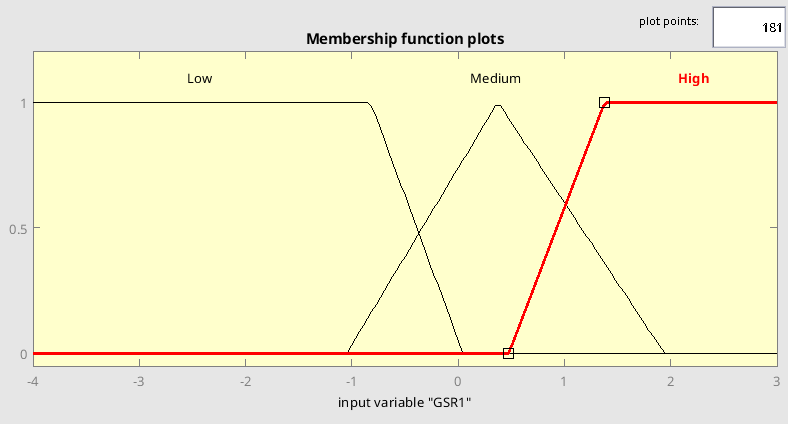 plot points: 181
Membership function plots
Low Medium High
1
0.5
0
-4 -3 -2 -1 0 1 2 3
input variable "GSR1"